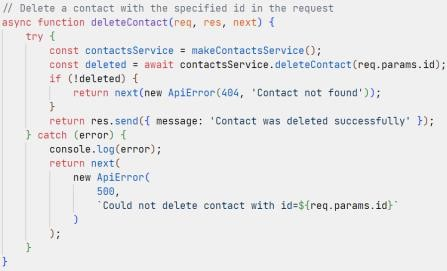 // Delete a contact with the specified id in the request
async function deleteContact(req, res, next) {
    try {
        const contactsService = makeContactsService();
        const deleted = await contactsService.deleteContact(req.params.id);
        if (!deleted) {
            return next(new ApiError(404, 'Contact not found'));
        }
        return res.send({ message: 'Contact was deleted successfully' });
    } catch (error) {
        console.log(error);
        return next(
            new ApiError(
                500,
                `Could not delete contact with id=${req.params.id}`
            )
        );
    }
}